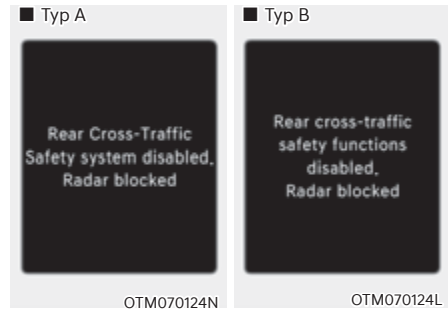 ■ Typ A
Rear Cross-Traffic
Safety system disabled.
Radar blocked
OTM070124N
■ Typ B
Rear cross-traffic
safety functions
disabled.
Radar blocked
OTM070124L